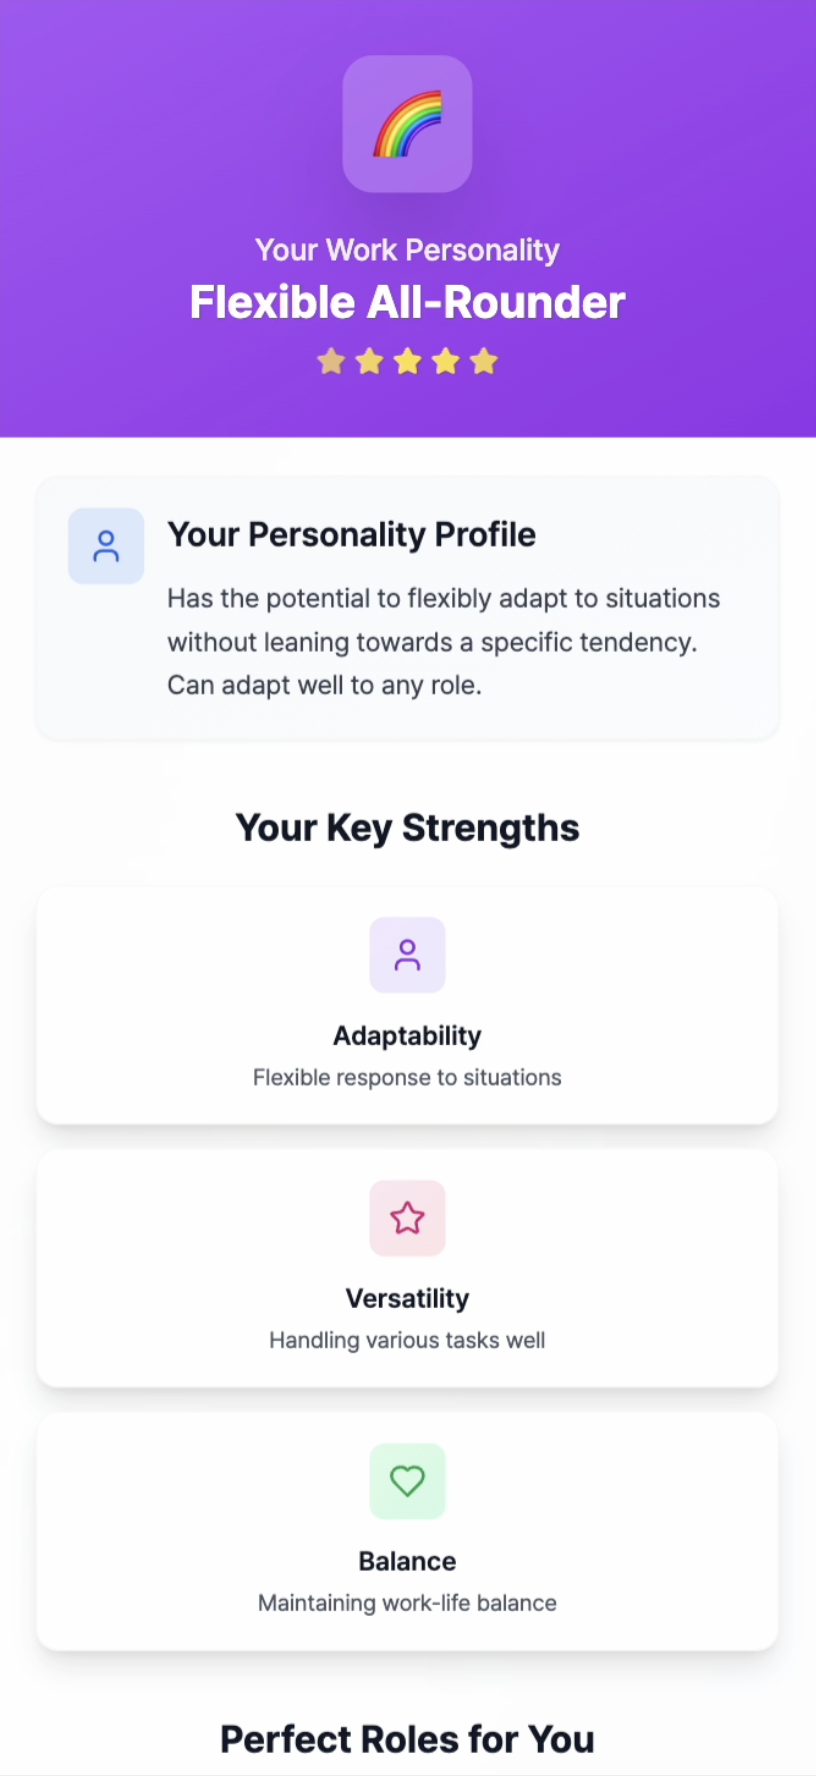 Your Work Personality
Flexible All-Rounder
Your Personality Profile
Has the potential to flexibly adapt to situations
without leaning towards a specific tendency.
Can adapt well to any role.
Your Key Strengths
Adaptability
Flexible response to situations
Versatility
Handling various tasks well
Balance
Maintaining work-life balance
Perfect Roles for You